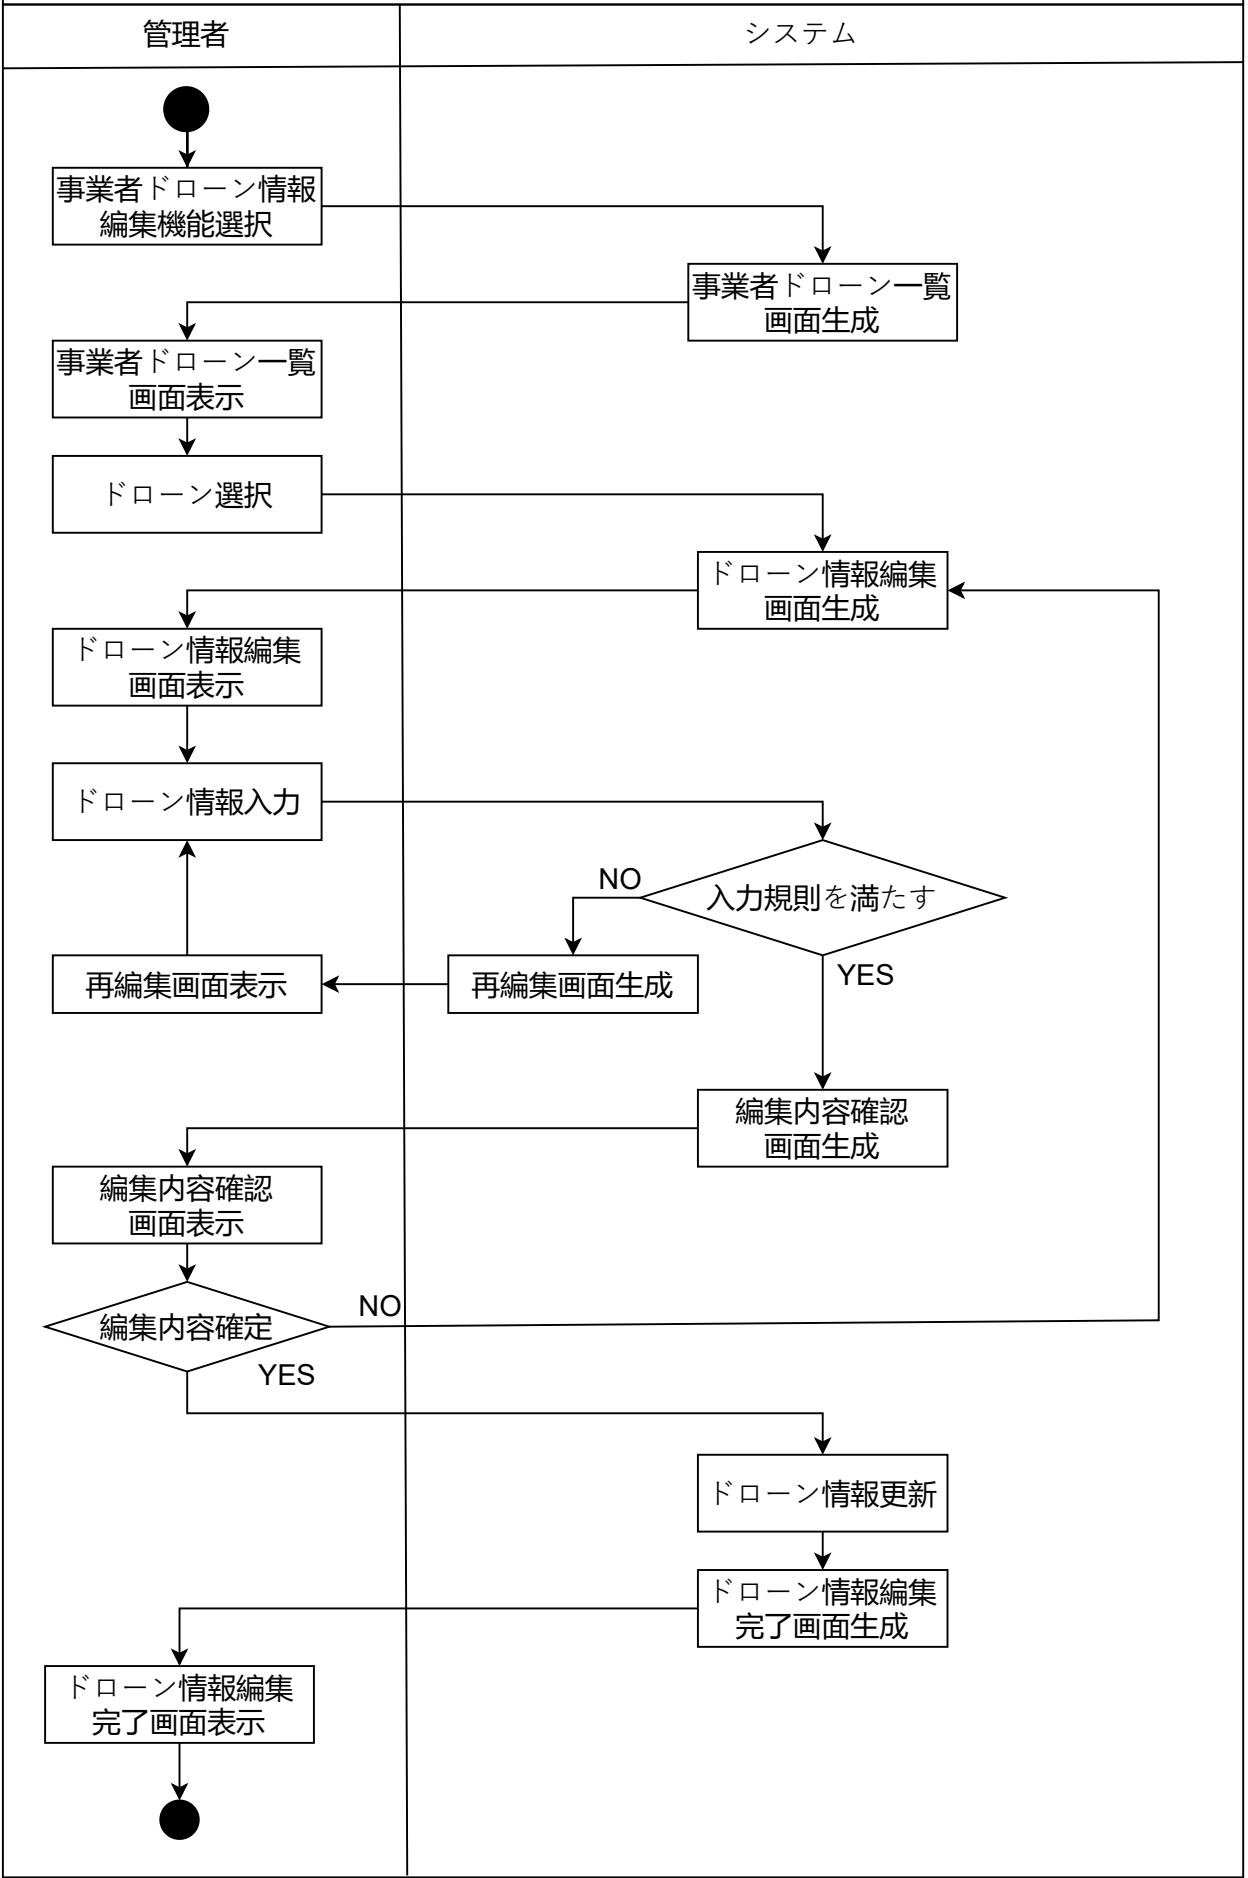 管理者
システム
事業者ドローン情報
編集機能選択
事業者ドローン一覧
画面生成
事業者ドローン一覧
画面表示
ドローン選択
ドローン情報編集
画面生成
ドローン情報編集
画面表示
ドローン情報入力
入力規則を満たす
NO
YES
再編集画面生成
再編集画面表示
編集内容確認
画面生成
編集内容確認
画面表示
編集内容確定
NO
YES
ドローン情報更新
ドローン情報編集
完了画面生成
ドローン情報編集
完了画面表示